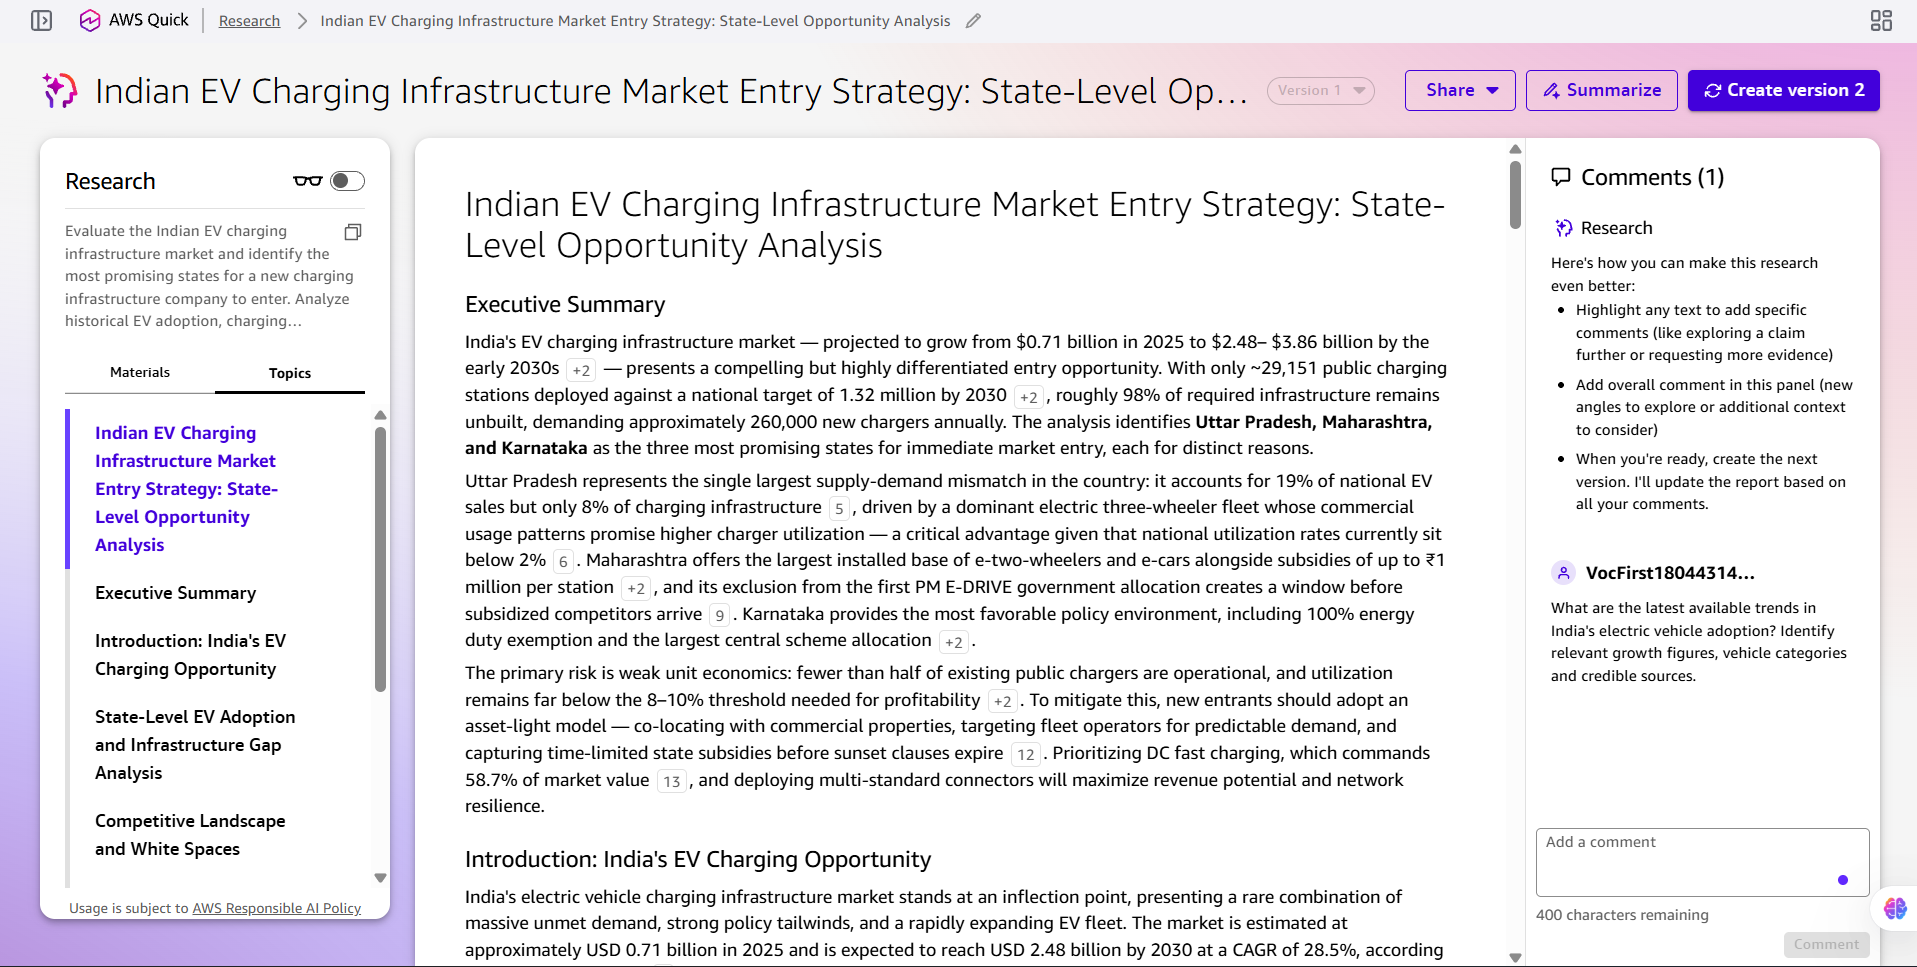 AWS Quick
Research
Indian EV Charging Infrastructure Market Entry Strategy: State-Level Opportunity Analysis
Indian EV Charging Infrastructure Market Entry Strategy: State-Level Op...
Version 1
Share
Summarize
Create version 2
Research
Evaluate the Indian EV charging
infrastructure market and identify the
most promising states for a new charging
infrastructure company to enter. Analyze
historical EV adoption, charging...
Materials
Topics
Indian EV Charging
Infrastructure Market
Entry Strategy: State-
Level Opportunity
Analysis
Executive Summary
Introduction: India's EV
Charging Opportunity
State-Level EV Adoption
and Infrastructure Gap
Analysis
Competitive Landscape
and White Spaces
Usage is subject to AWS Responsible AI Policy
Indian EV Charging Infrastructure Market Entry Strategy: State-
Level Opportunity Analysis
Executive Summary
India's EV charging infrastructure market — projected to grow from $0.71 billion in 2025 to $2.48– $3.86 billion by the
early 2030s +2 — presents a compelling but highly differentiated entry opportunity. With only ~29,151 public charging
stations deployed against a national target of 1.32 million by 2030 +2 , roughly 98% of required infrastructure remains
unbuilt, demanding approximately 260,000 new chargers annually. The analysis identifies Uttar Pradesh, Maharashtra,
and Karnataka as the three most promising states for immediate market entry, each for distinct reasons.
Uttar Pradesh represents the single largest supply-demand mismatch in the country: it accounts for 19% of national EV
sales but only 8% of charging infrastructure 5 , driven by a dominant electric three-wheeler fleet whose commercial
usage patterns promise higher charger utilization — a critical advantage given that national utilization rates currently sit
below 2% 6 . Maharashtra offers the largest installed base of e-two-wheelers and e-cars alongside subsidies of up to ₹1
million per station +2 , and its exclusion from the first PM E-DRIVE government allocation creates a window before
subsidized competitors arrive 9 . Karnataka provides the most favorable policy environment, including 100% energy
duty exemption and the largest central scheme allocation +2 .
The primary risk is weak unit economics: fewer than half of existing public chargers are operational, and utilization
remains far below the 8–10% threshold needed for profitability +2 . To mitigate this, new entrants should adopt an
asset-light model — co-locating with commercial properties, targeting fleet operators for predictable demand, and
capturing time-limited state subsidies before sunset clauses expire 12 . Prioritizing DC fast charging, which commands
58.7% of market value 13 , and deploying multi-standard connectors will maximize revenue potential and network
resilience.
Introduction: India's EV Charging Opportunity
India's electric vehicle charging infrastructure market stands at an inflection point, presenting a rare combination of
massive unmet demand, strong policy tailwinds, and a rapidly expanding EV fleet. The market is estimated at
approximately USD 0.71 billion in 2025 and is expected to reach USD 2.48 billion by 2030 at a CAGR of 28.5%, according
Comments (1)
Research
Here's how you can make this research
even better:
• Highlight any text to add specific
comments (like exploring a claim
further or requesting more evidence)
• Add overall comment in this panel (new
angles to explore or additional context
to consider)
• When you're ready, create the next
version. I'll update the report based on
all your comments.
VocFirst18044314...
What are the latest available trends in
India's electric vehicle adoption? Identify
relevant growth figures, vehicle categories
and credible sources.
Add a comment
400 characters remaining
Comment